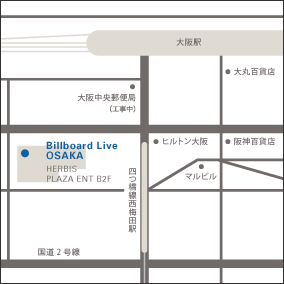 大阪駅
大丸百貨店
大阪中央郵便局
(工事中)
ヒルトン大阪
阪神百貨店
Billboard Live
OSAKA
HERBIS
PLAZA ENT B2F
マルビル
四つ橋線西梅田駅
国道2号線